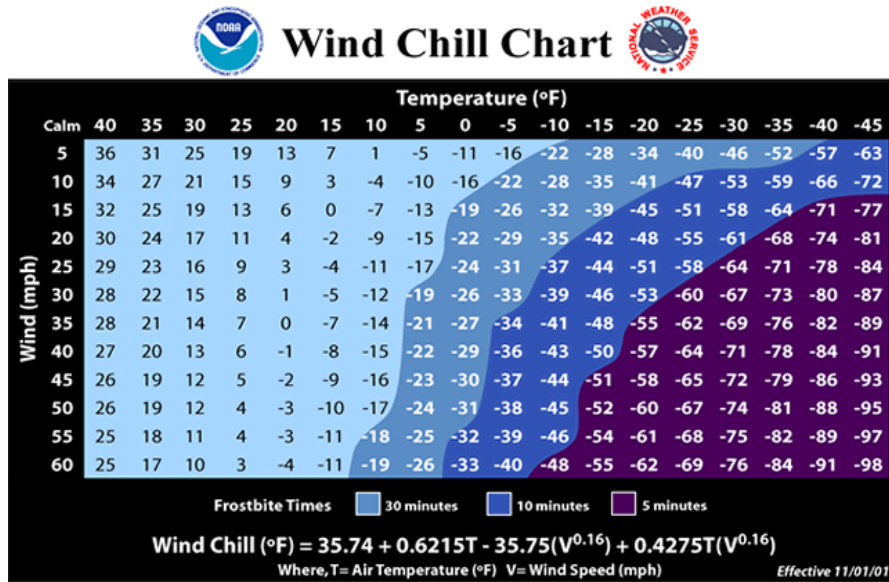 NATIONAL OCEANIC AND ATMOSPHERIC ADMINISTRATION
NOAA
U.S. DEPARTMENT OF COMMERCE
Wind Chill Chart
NATIONAL WEATHER SERVICE
Temperature (ºF)
Calm 40 35 30 25 20 15 10 5 0 -5 -10 -15 -20 -25 -30 -35 -40 -45
5 36 31 25 19 13 7 1 -5 -11 -16 -22 -28 -34 -40 -46 -52 -57 -63
10 34 27 21 15 9 3 -4 -10 -16 -22 -28 -35 -41 -47 -53 -59 -66 -72
15 32 25 19 13 6 0 -7 -13 -19 -26 -32 -39 -45 -51 -58 -64 -71 -77
20 30 24 17 11 4 -2 -9 -15 -22 -29 -35 -42 -48 -55 -61 -68 -74 -81
25 29 23 16 9 3 -4 -11 -17 -24 -31 -37 -44 -51 -58 -64 -71 -78 -84
30 28 22 15 8 1 -5 -12 -19 -26 -33 -39 -46 -53 -60 -67 -73 -80 -87
35 28 21 14 7 0 -7 -14 -21 -27 -34 -41 -48 -55 -62 -69 -76 -82 -89
40 27 20 13 6 -1 -8 -15 -22 -29 -36 -43 -50 -57 -64 -71 -78 -84 -91
45 26 19 12 5 -2 -9 -16 -23 -30 -37 -44 -51 -58 -65 -72 -79 -86 -93
50 26 19 12 4 -3 -10 -17 -24 -31 -38 -45 -52 -60 -67 -74 -81 -88 -95
55 25 18 11 4 -3 -11 -18 -25 -32 -39 -46 -54 -61 -68 -75 -82 -89 -97
60 25 17 10 3 -4 -11 -19 -26 -33 -40 -48 -55 -62 -69 -76 -84 -91 -98
Wind (mph)
Frostbite Times 30 minutes 10 minutes 5 minutes
Wind Chill (ºF) = 35.74 + 0.6215T - 35.75(V0.16) + 0.4275T(V0.16)
Where, T= Air Temperature (ºF) V= Wind Speed (mph) Effective 11/01/01